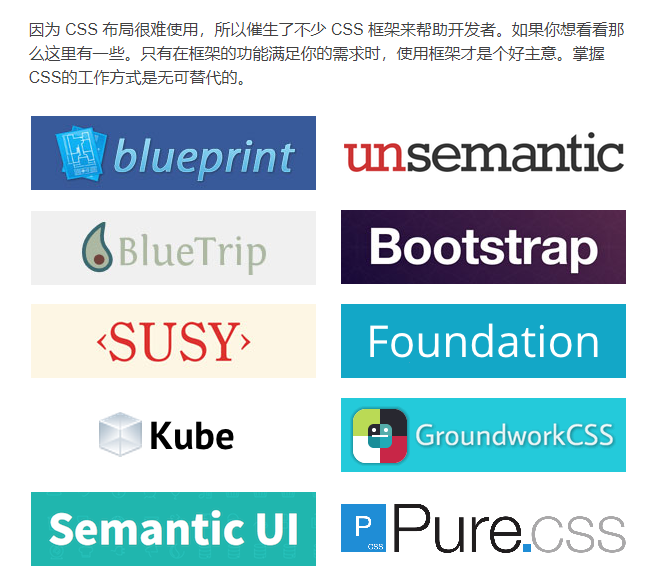 因为 CSS 布局很难使用，所以催生了不少 CSS 框架来帮助开发者。如果你想看看那
么这里有一些。只有在框架的功能满足你的需求时，使用框架才是个好主意。掌握
CSS的工作方式是无可替代的。
blueprint
unsemantic
BlueTrip
Bootstrap
‹SUSY›
Foundation
Kube
GroundworkCSS
Semantic UI
P
CSS
Pure.css